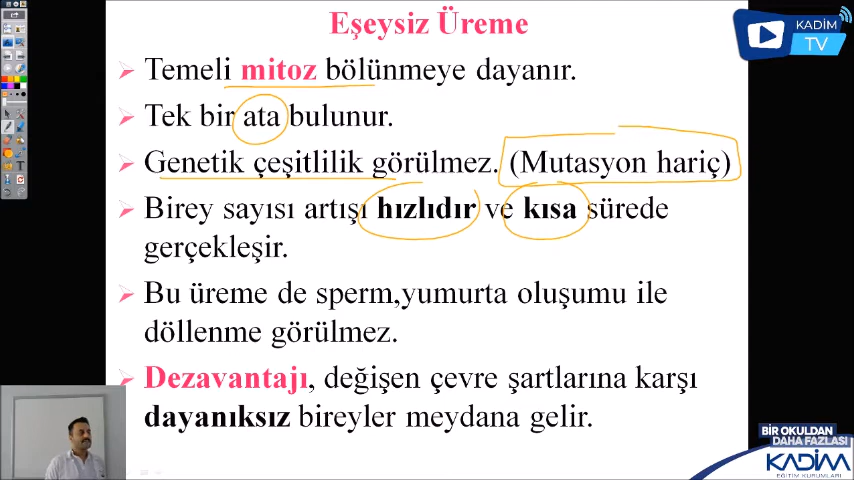 Eşeysiz Üreme
Temeli mitoz bölünmeye dayanır.
Tek bir ata bulunur.
Genetik çeşitlilik görülmez. (Mutasyon hariç)
Birey sayısı artışı hızlıdır ve kısa sürede
gerçekleşir.
Bu üreme de sperm,yumurta oluşumu ile
döllenme görülmez.
Dezavantajı, değişen çevre şartlarına karşı
dayanıksız bireyler meydana gelir.
KADİM
TV
BİR OKULDAN
DAHA FAZLASI
KADİM
EĞİTİM KURUMLARI